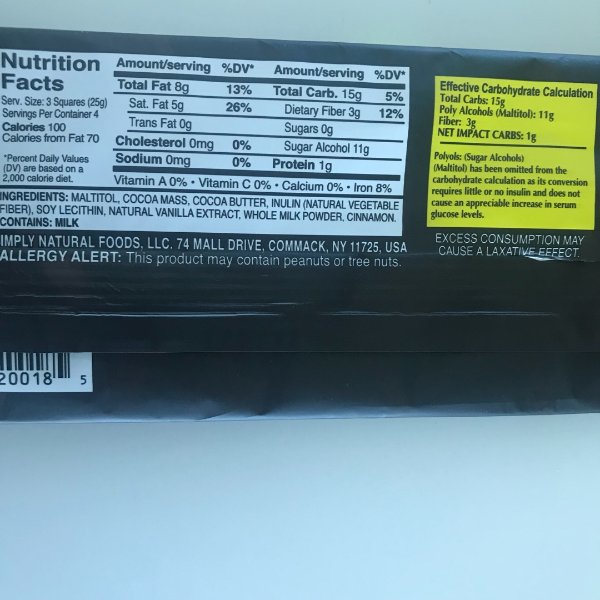 Nutrition Facts
Serv. Size: 3 Squares (25g)
Servings Per Container 4
Calories 100
Calories from Fat 70
*Percent Daily Values
(DV) are based on a
2,000 calorie diet.
Amount/serving %DV* Amount/serving %DV*
Total Fat 8g 13% Total Carb. 15g 5%
Sat. Fat 5g 26% Dietary Fiber 3g 12%
Trans Fat 0g Sugars 0g
Cholesterol 0mg 0% Sugar Alcohol 11g
Sodium 0mg 0% Protein 1g
Vitamin A 0% • Vitamin C 0% • Calcium 0% • Iron 8%
INGREDIENTS: MALTITOL, COCOA MASS, COCOA BUTTER, INULIN (NATURAL VEGETABLE
FIBER), SOY LECITHIN, NATURAL VANILLA EXTRACT, WHOLE MILK POWDER, CINNAMON.
CONTAINS: MILK
IMPLY NATURAL FOODS, LLC. 74 MALL DRIVE, COMMACK, NY 11725, USA
ALLERGY ALERT: This product may contain peanuts or tree nuts.
Effective Carbohydrate Calculation
Total Carbs: 15g
Poly Alcohols (Maltitol): 11g
Fiber: 3g
NET IMPACT CARBS: 1g
Polyols: (Sugar Alcohols)
(Maltitol) has been omitted from the
carbohydrate calculation as its conversion
requires little or no insulin and does not
cause an appreciable increase in serum
glucose levels.
EXCESS CONSUMPTION MAY
CAUSE A LAXATIVE EFFECT.
20018 5